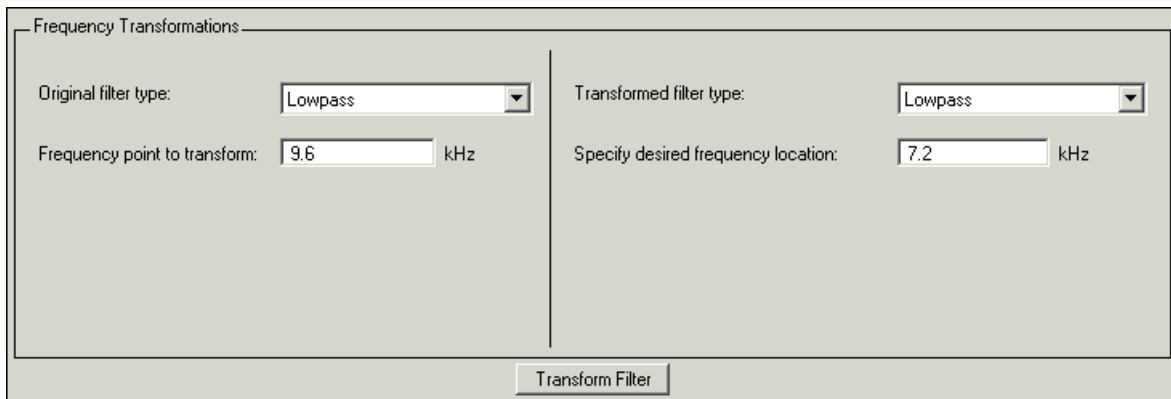 Frequency Transformations
Original filter type: Lowpass
Frequency point to transform: 9.6 kHz
Transformed filter type: Lowpass
Specify desired frequency location: 7.2 kHz
Transform Filter